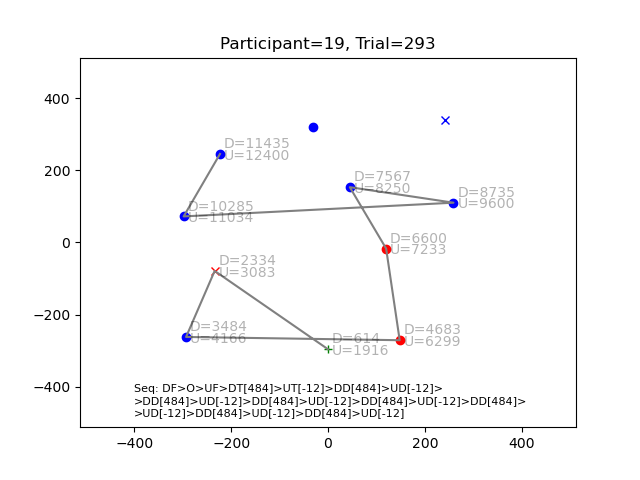 Participant=19, Trial=293
400
200
0
−200
−400
−400
−200
0
200
400
D=11435
U=12400
D=7567
U=8250
D=8735
U=9600
D=10285
U=11034
D=6600
U=7233
D=2334
U=3083
D=3484
U=4166
D=614
U=1916
D=4683
U=6299
Seq: DF>O>UF>DT[484]>UT[-12]>DD[484]>UD[-12]>
>DD[484]>UD[-12]>DD[484]>UD[-12]>DD[484]>UD[-12]>DD[484]>
>UD[-12]>DD[484]>UD[-12]>DD[484]>UD[-12]